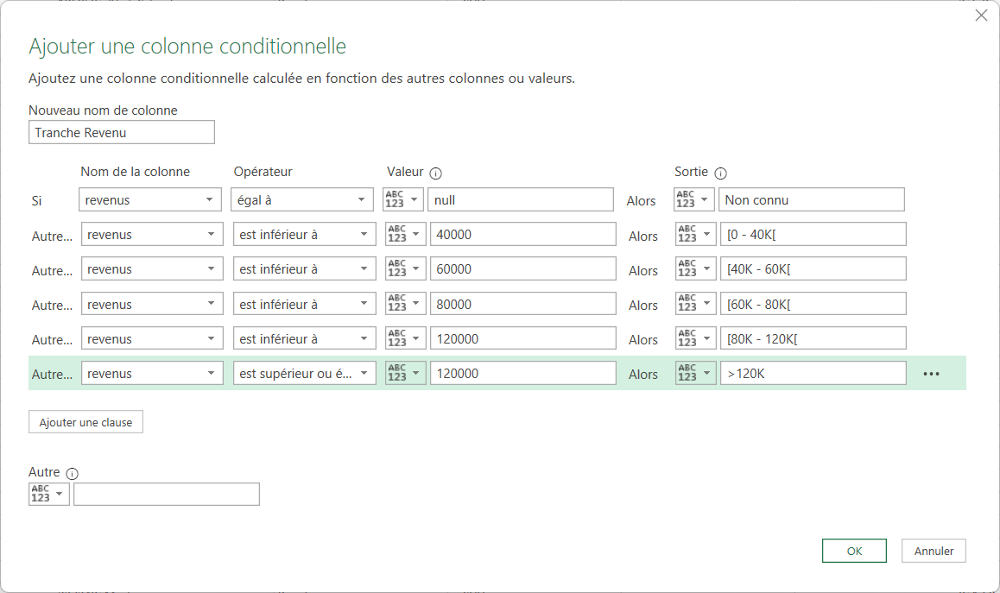 Ajouter une colonne conditionnelle
Ajoutez une colonne conditionnelle calculée en fonction des autres colonnes ou valeurs.
Nouveau nom de colonne
Tranche Revenu
Nom de la colonne Opérateur Valeur Sortie
Si revenus égal à ABC 123 null Alors ABC 123 Non connu
Autre... revenus est inférieur à ABC 123 40000 Alors ABC 123 [0 - 40K[
Autre... revenus est inférieur à ABC 123 60000 Alors ABC 123 [40K - 60K[
Autre... revenus est inférieur à ABC 123 80000 Alors ABC 123 [60K - 80K[
Autre... revenus est inférieur à ABC 123 120000 Alors ABC 123 [80K - 120K[
Autre... revenus est supérieur ou é... ABC 123 120000 Alors ABC 123 >120K ...
Ajouter une clause
Autre
ABC 123
OK Annuler